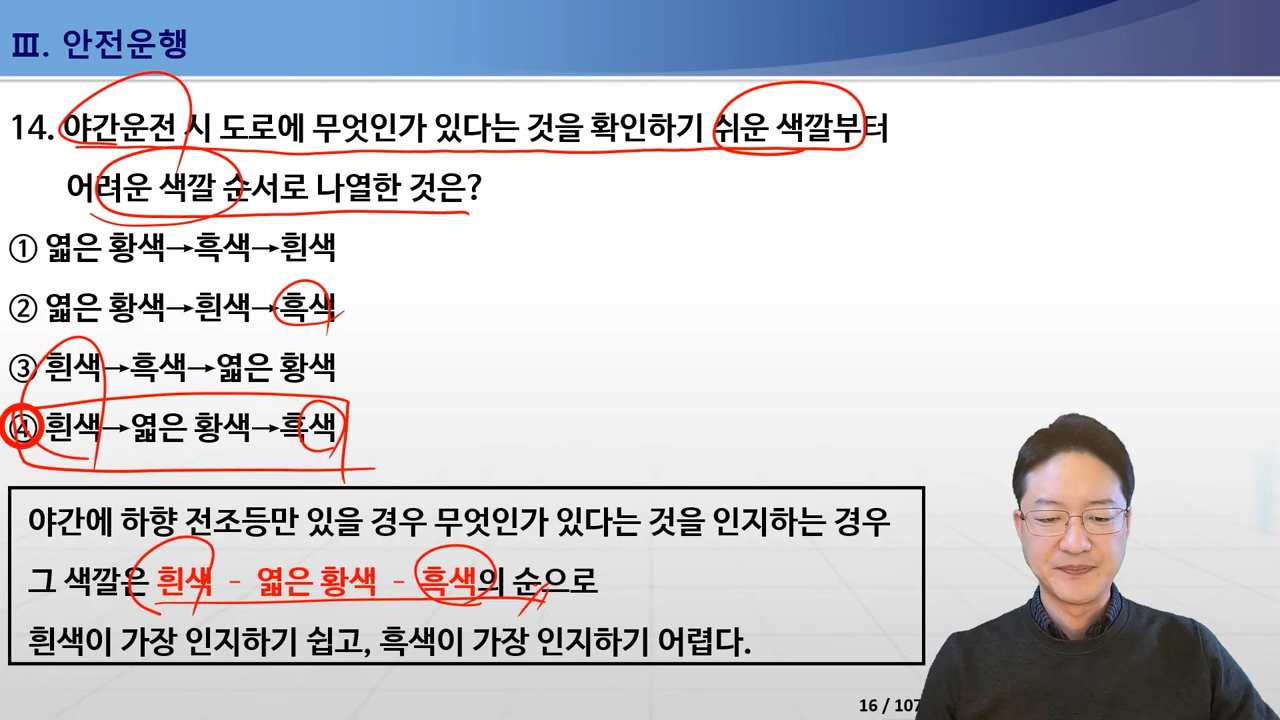 Ⅲ. 안전운행
14. 야간운전 시 도로에 무엇인가 있다는 것을 확인하기 쉬운 색깔부터
어려운 색깔 순서로 나열한 것은?
① 엷은 황색→흑색→흰색
② 엷은 황색→흰색→흑색
③ 흰색→흑색→엷은 황색
④ 흰색→엷은 황색→흑색
야간에 하향 전조등만 있을 경우 무엇인가 있다는 것을 인지하는 경우
그 색깔은 흰색 - 엷은 황색 - 흑색의 순으로
흰색이 가장 인지하기 쉽고, 흑색이 가장 인지하기 어렵다.
16 / 107